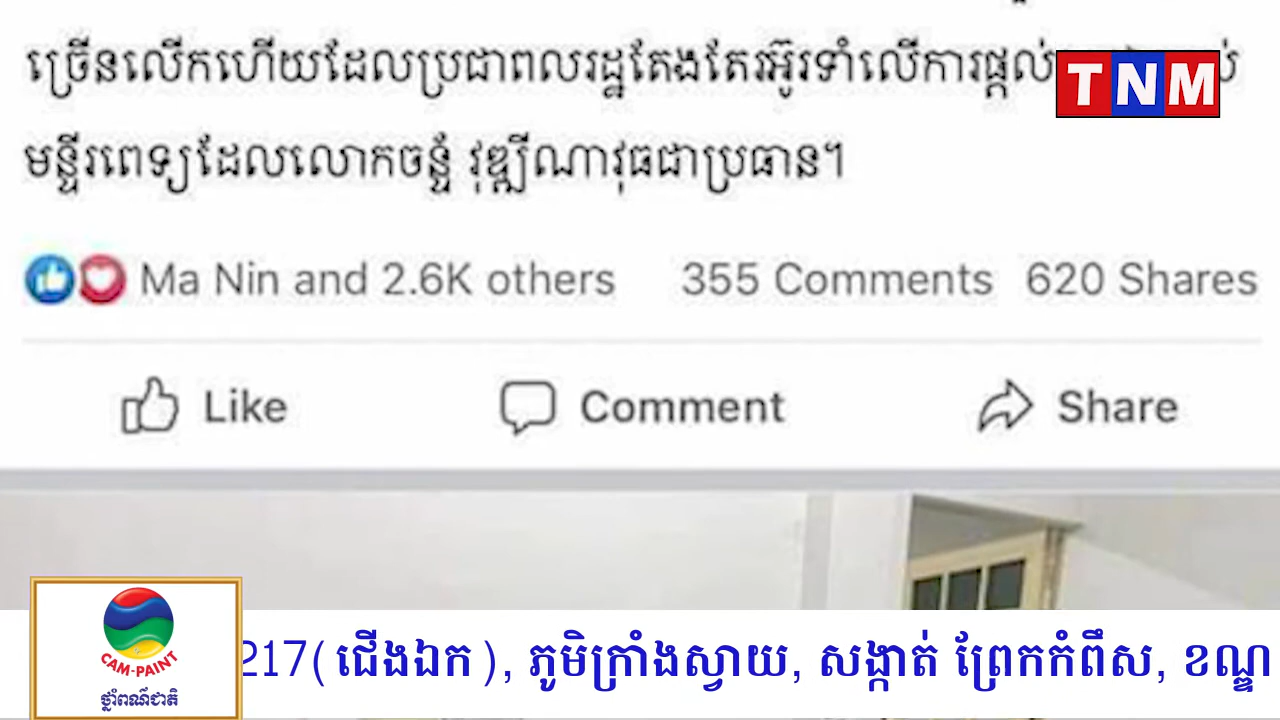 ច្រើនលើកហើយដែលប្រជាពលរដ្ឋតែងតែរអ៊ូរទាំលើការផ្ដល់
TNM
មន្ទីរពេទ្យដែលលោកចន្ទំ វុឌ្ឍីណាវុធជាប្រធាន។
Ma Nin and 2.6K others 355 Comments 620 Shares
Like Comment Share
CAM-PAINT
ថ្នាំពណ៌ជាតិ
217(ជើងឯក), ភូមិក្រាំងស្វាយ, សង្កាត់ ព្រែកកំពឹស, ខណ្ឌ